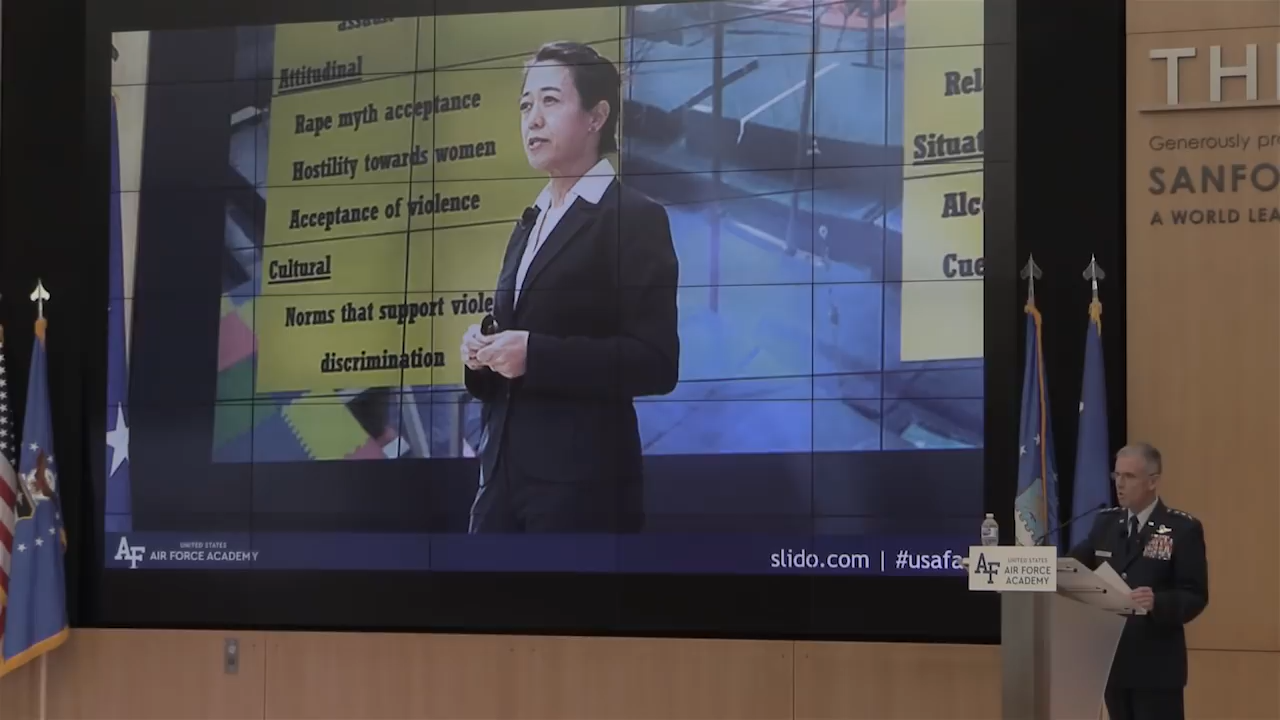 Attitudinal
Rape myth acceptance
Hostility towards women
Acceptance of violence
Cultural
Norms that support viole
discrimination
Rel
Situat
Alc
Cue
AF UNITED STATES
AIR FORCE ACADEMY
slido.com | #usafa
TH
Generously pr
SANFO
A WORLD LEA
AF UNITED STATES
AIR FORCE
ACADEMY